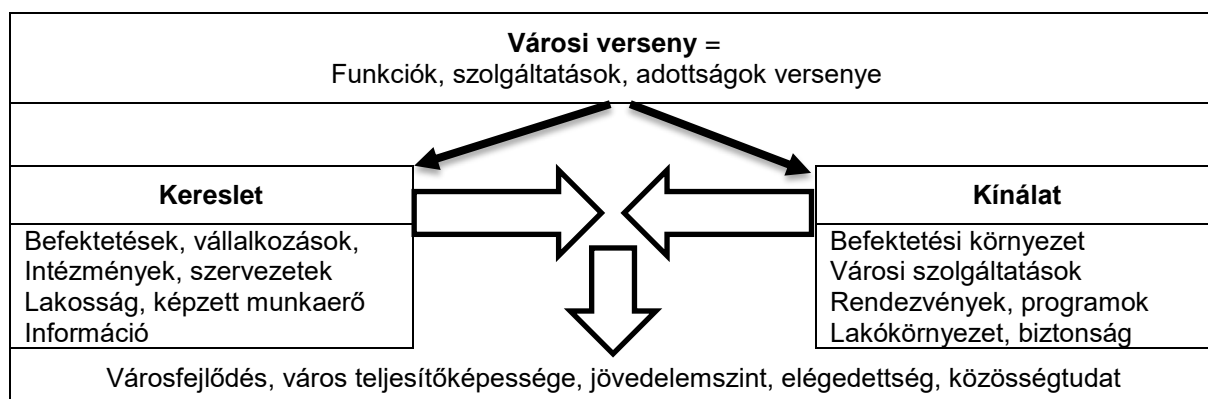 Városi verseny =
Funkciók, szolgáltatások, adottságok versenye
Kereslet
Befektetések, vállalkozások,
Intézmények, szervezetek
Lakosság, képzett munkaerő
Információ
Kínálat
Befektetési környezet
Városi szolgáltatások
Rendezvények, programok
Lakókörnyezet, biztonság
Városfejlődés, város teljesítőképessége, jövedelemszint, elégedettség, közösségtudat